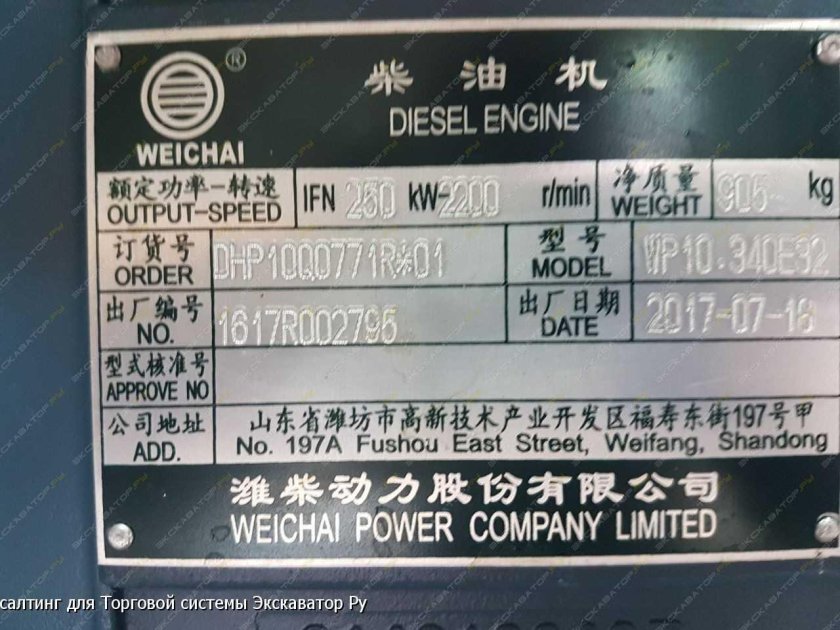 WEICHAI ®
柴油机
DIESEL ENGINE
额定功率-转速 净质量
OUTPUT-SPEED IFN 250 kW-2200 r/min WEIGHT 905 kg
订货号 型号
ORDER DHP10Q0771R*01 MODEL WP10.340E32
出厂编号 出厂日期
NO. 1617R002795 DATE 2017-07-16
型式核准号
APPROVE NO
公司地址 山东省潍坊市高新技术产业开发区福寿东街197号甲
ADD. No. 197A Fushou East Street, Weifang, Shandong
潍柴动力股份有限公司
WEICHAI POWER COMPANY LIMITED
салтинг для Торговой системы Экскаватор Ру